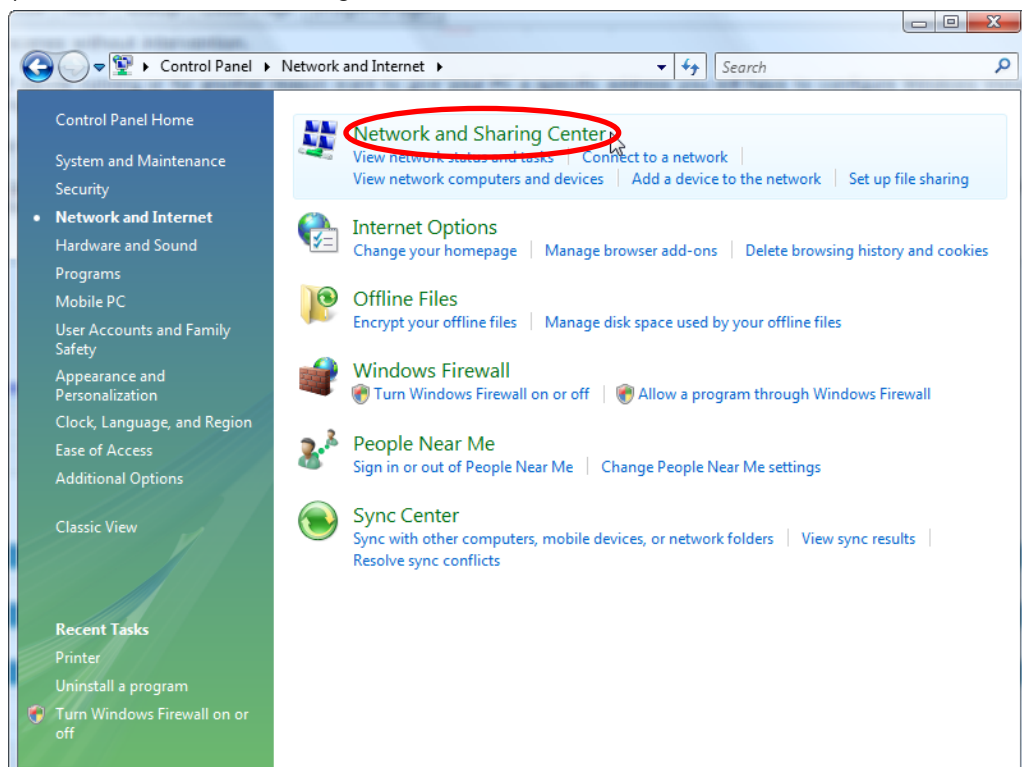 Control Panel ▸ Network and Internet ▸
Search
Control Panel Home
System and Maintenance
Security
• Network and Internet
Hardware and Sound
Programs
Mobile PC
User Accounts and Family
Safety
Appearance and
Personalization
Clock, Language, and Region
Ease of Access
Additional Options
Classic View
Recent Tasks
Printer
Uninstall a program
Turn Windows Firewall on or
off
Network and Sharing Center
View network status and tasks | Connect to a network |
View network computers and devices | Add a device to the network | Set up file sharing
Internet Options
Change your homepage | Manage browser add-ons | Delete browsing history and cookies
Offline Files
Encrypt your offline files | Manage disk space used by your offline files
Windows Firewall
Turn Windows Firewall on or off | Allow a program through Windows Firewall
People Near Me
Sign in or out of People Near Me | Change People Near Me settings
Sync Center
Sync with other computers, mobile devices, or network folders | View sync results |
Resolve sync conflicts